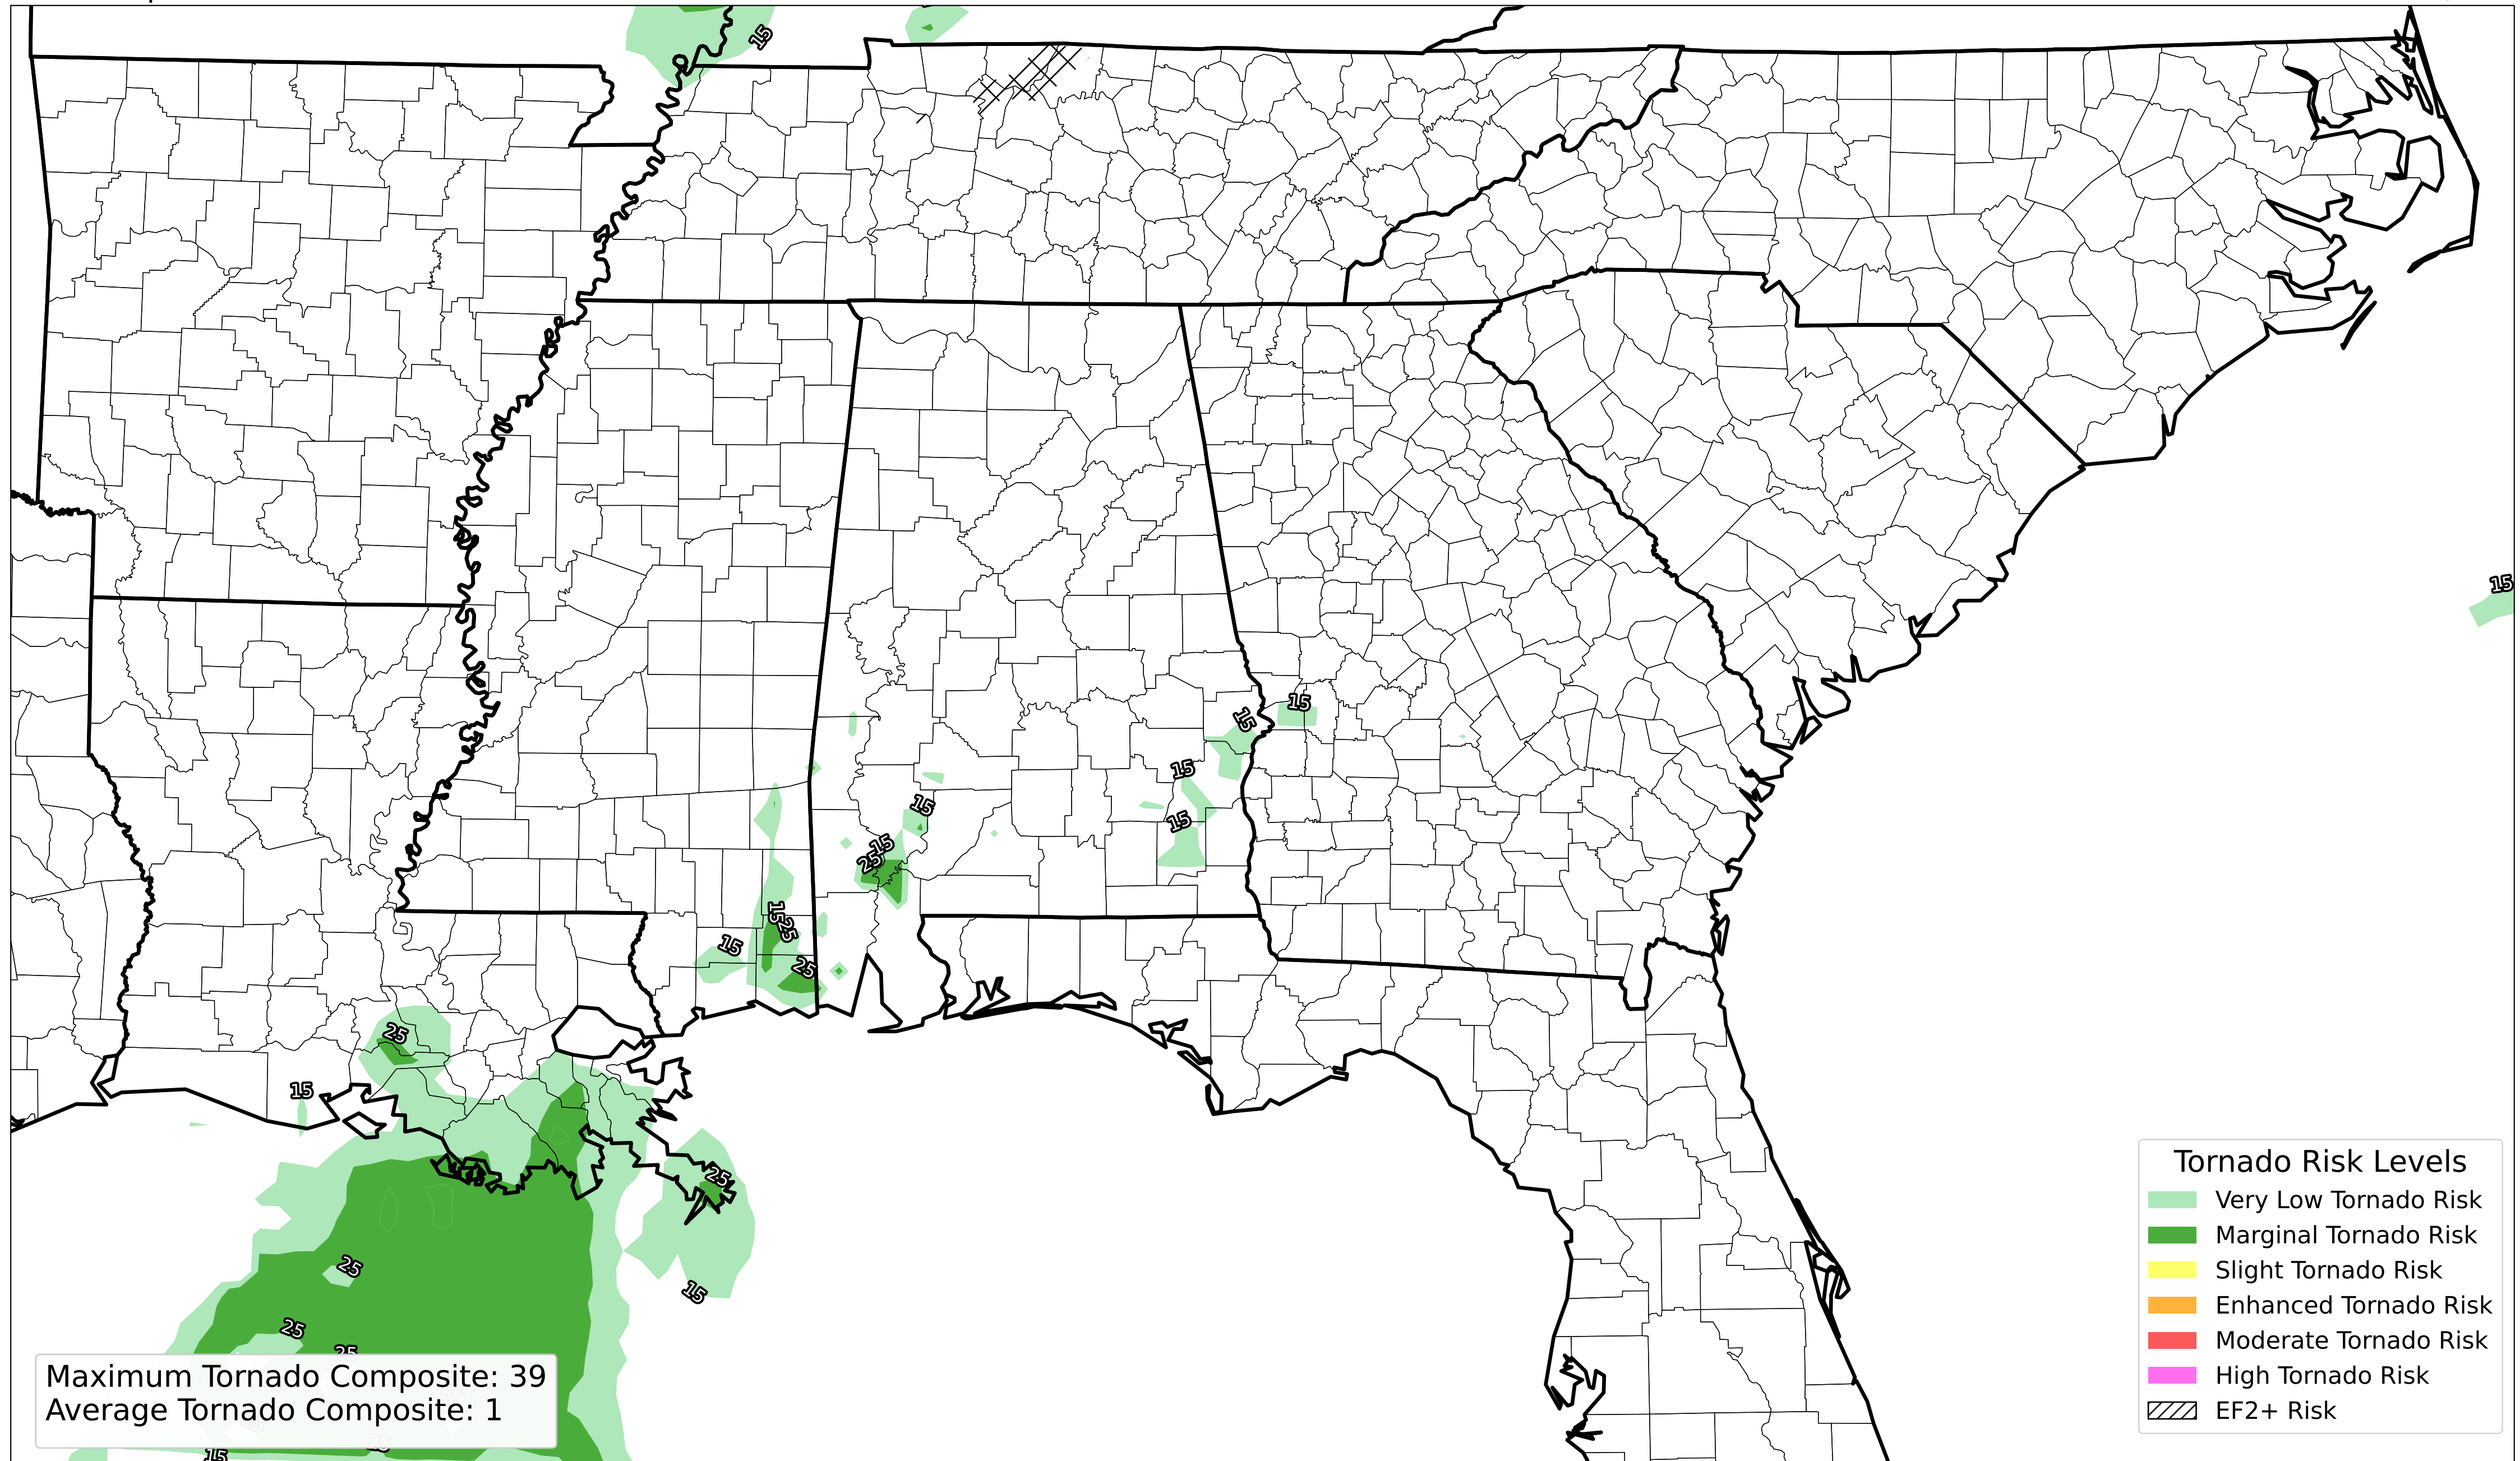 15
15
15
15
15
15
15
15
25
15
25
15
25
25
15
25
25
15
25
25
Maximum Tornado Composite: 39
Average Tornado Composite: 1
25
15
Tornado Risk Levels
Very Low Tornado Risk
Marginal Tornado Risk
Slight Tornado Risk
Enhanced Tornado Risk
Moderate Tornado Risk
High Tornado Risk
EF2+ Risk